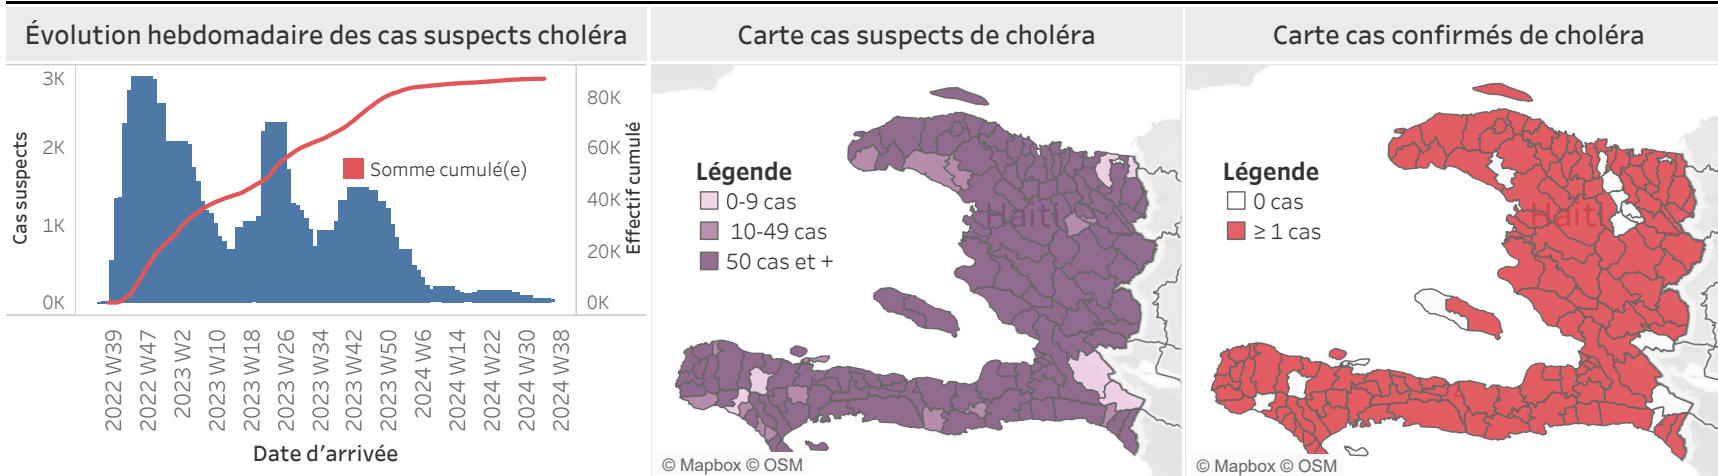 Évolution hebdomadaire des cas suspects choléra
3K
2K
1K
0K
Cas suspects
80K
60K
40K
20K
0K
Effectif cumulé
Somme cumulé(e)
2022 W39
2022 W47
2023 W2
2023 W10
2023 W18
2023 W26
2023 W34
2023 W42
2023 W50
2024 W6
2024 W14
2024 W22
2024 W30
2024 W38
Date d’arrivée
Carte cas suspects de choléra
Légende
0-9 cas
10-49 cas
50 cas et +
Haiti
© Mapbox © OSM
Carte cas confirmés de choléra
Légende
0 cas
≥ 1 cas
Haiti
© Mapbox © OSM